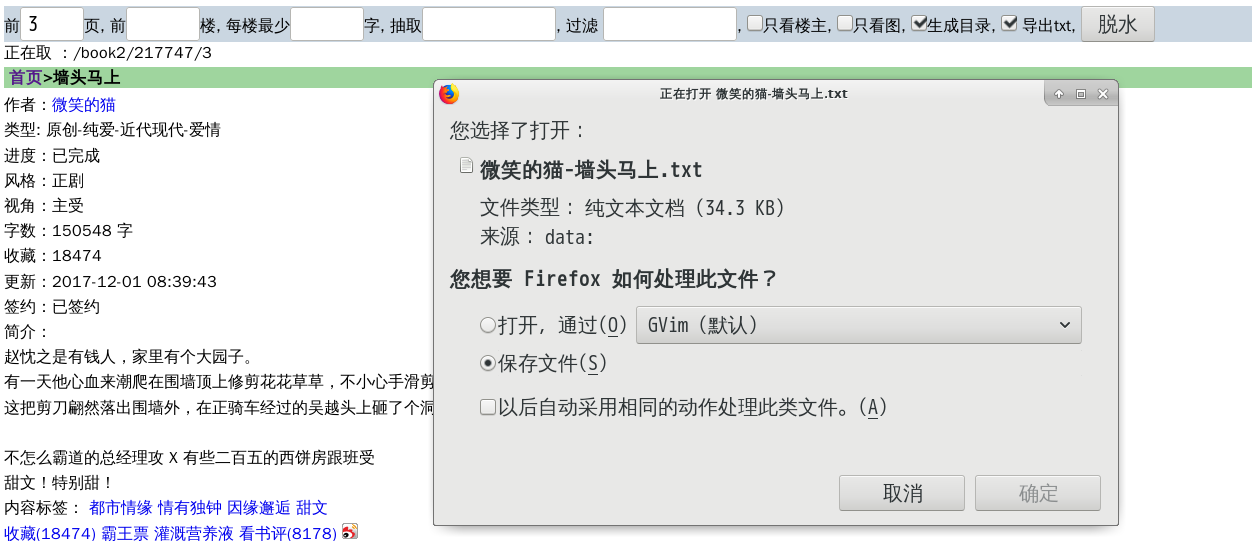 前 3 页, 前 楼, 每楼最少 字, 抽取 , 过滤 , 只看楼主, 只看图, 生成目录, 导出txt, 脱水
正在取 ：/book2/217747/3
首页>墙头马上
作者：微笑的猫
类型: 原创-纯爱-近代现代-爱情
进度：已完成
风格：正剧
视角：主受
字数：150548 字
收藏：18474
更新：2017-12-01 08:39:43
签约：已签约
简介：
赵忱之是有钱人，家里有个大园子。
有一天他心血来潮爬在围墙顶上修剪花花草草，不小心手滑剪
这把剪刀翩然落出围墙外，在正骑车经过的吴越头上砸了个洞
不怎么霸道的总经理攻 X 有些二百五的西饼房跟班受
甜文！特别甜！
内容标签： 都市情缘 情有独钟 因缘邂逅 甜文
收藏(18474) 霸王票 灌溉营养液 看书评(8178)
正在打开 微笑的猫-墙头马上.txt
您选择了打开：
微笑的猫-墙头马上.txt
文件类型： 纯文本文档 (34.3 KB)
来源： data:
您想要 Firefox 如何处理此文件？
打开, 通过(O) GVim (默认)
保存文件(S)
以后自动采用相同的动作处理此类文件。(A)
取消 确定